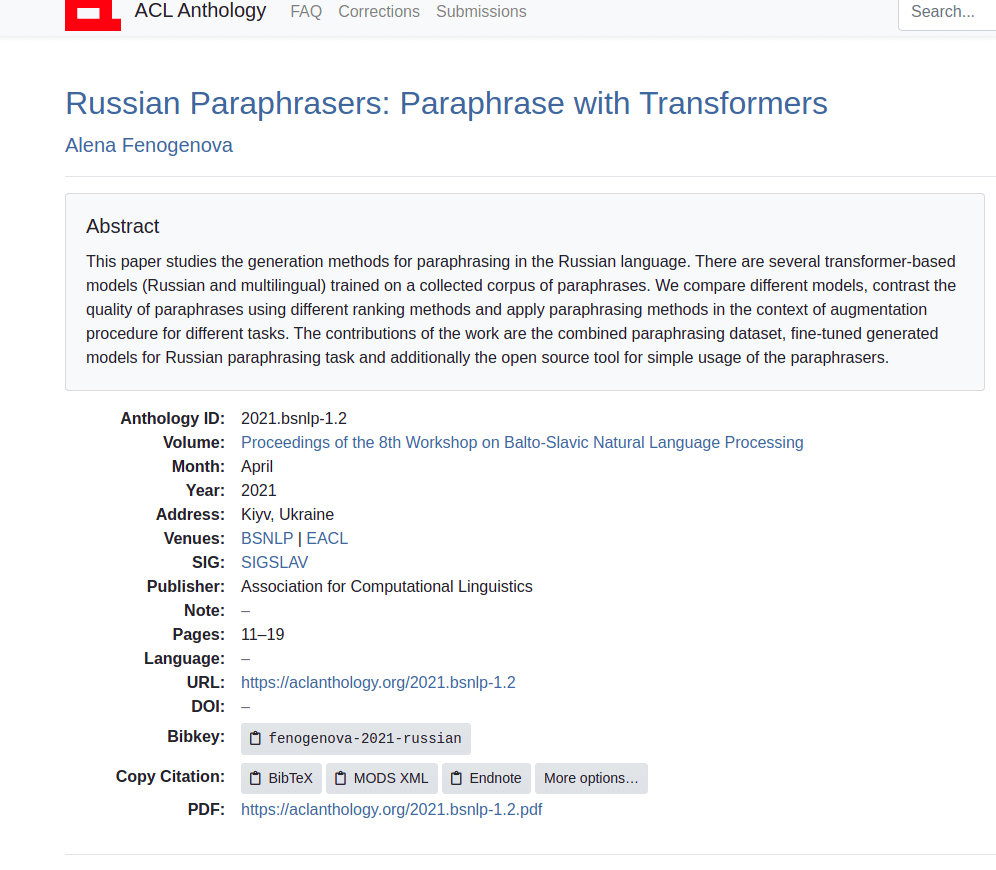 ACL Anthology FAQ Corrections Submissions Search...
Russian Paraphrasers: Paraphrase with Transformers
Alena Fenogenova
Abstract
This paper studies the generation methods for paraphrasing in the Russian language. There are several transformer-based
models (Russian and multilingual) trained on a collected corpus of paraphrases. We compare different models, contrast the
quality of paraphrases using different ranking methods and apply paraphrasing methods in the context of augmentation
procedure for different tasks. The contributions of the work are the combined paraphrasing dataset, fine-tuned generated
models for Russian paraphrasing task and additionally the open source tool for simple usage of the paraphrasers.
Anthology ID: 2021.bsnlp-1.2
Volume: Proceedings of the 8th Workshop on Balto-Slavic Natural Language Processing
Month: April
Year: 2021
Address: Kiyv, Ukraine
Venues: BSNLP | EACL
SIG: SIGSLAV
Publisher: Association for Computational Linguistics
Note: –
Pages: 11–19
Language: –
URL: https://aclanthology.org/2021.bsnlp-1.2
DOI: –
Bibkey: fenogenova-2021-russian
Copy Citation: BibTeX MODS XML Endnote More options…
PDF: https://aclanthology.org/2021.bsnlp-1.2.pdf